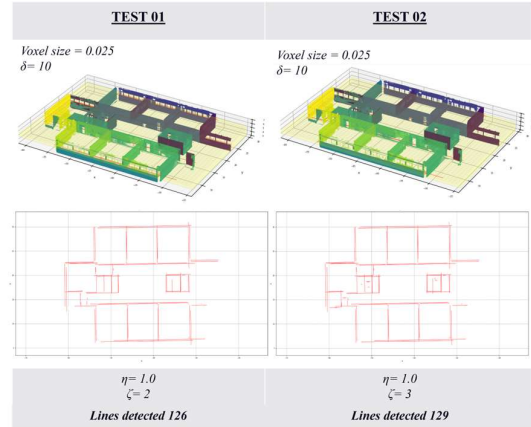 TEST 01
TEST 02
Voxel size = 0.025
δ= 10
Voxel size = 0.025
δ= 10
η= 1.0
ζ= 2
η= 1.0
ζ= 3
Lines detected 126
Lines detected 129